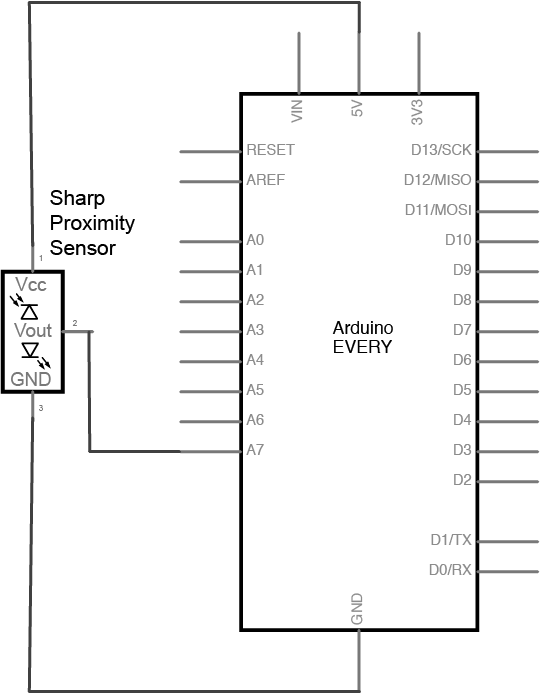 VIN
5V
3V3
RESET
AREF
A0
A1
A2
A3
A4
A5
A6
A7
D13/SCK
D12/MISO
D11/MOSI
D10
D9
D8
D7
D6
D5
D4
D3
D2
D1/TX
D0/RX
GND
Arduino
EVERY
Sharp
Proximity
Sensor
1
Vcc
Vout
2
GND
3